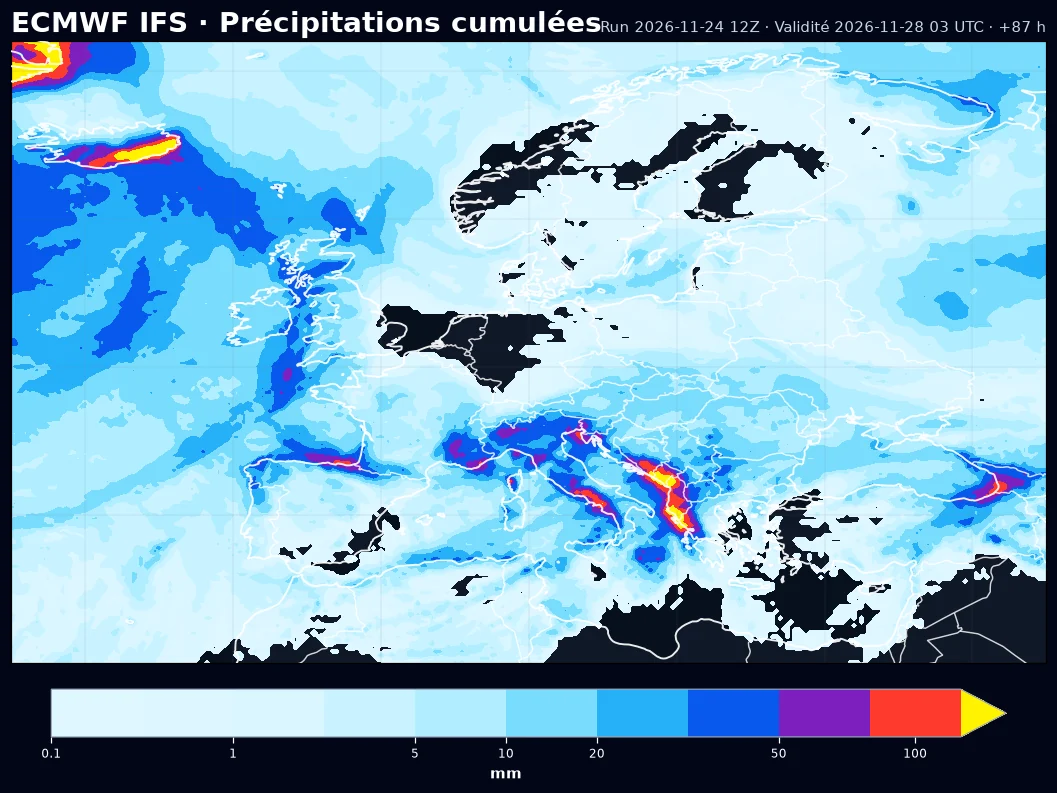 ECMWF IFS · Précipitations cumulées
Run 2026-11-24 12Z · Validité 2026-11-28 03 UTC · +87 h
0.1 1 5 10 20 50 100
mm